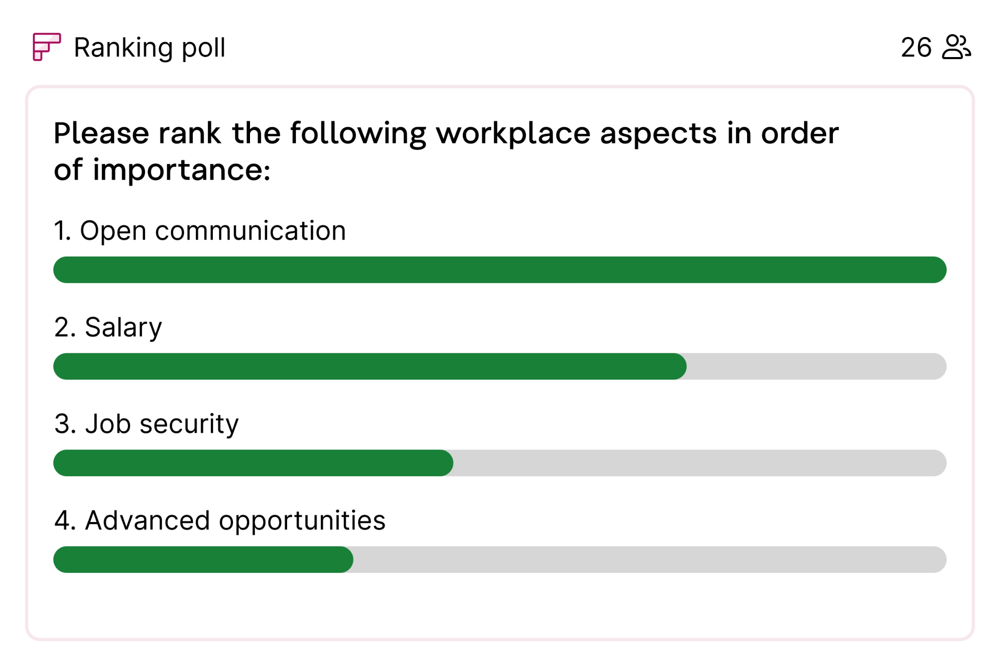 Ranking poll
26
Please rank the following workplace aspects in order
of importance:
1. Open communication
2. Salary
3. Job security
4. Advanced opportunities